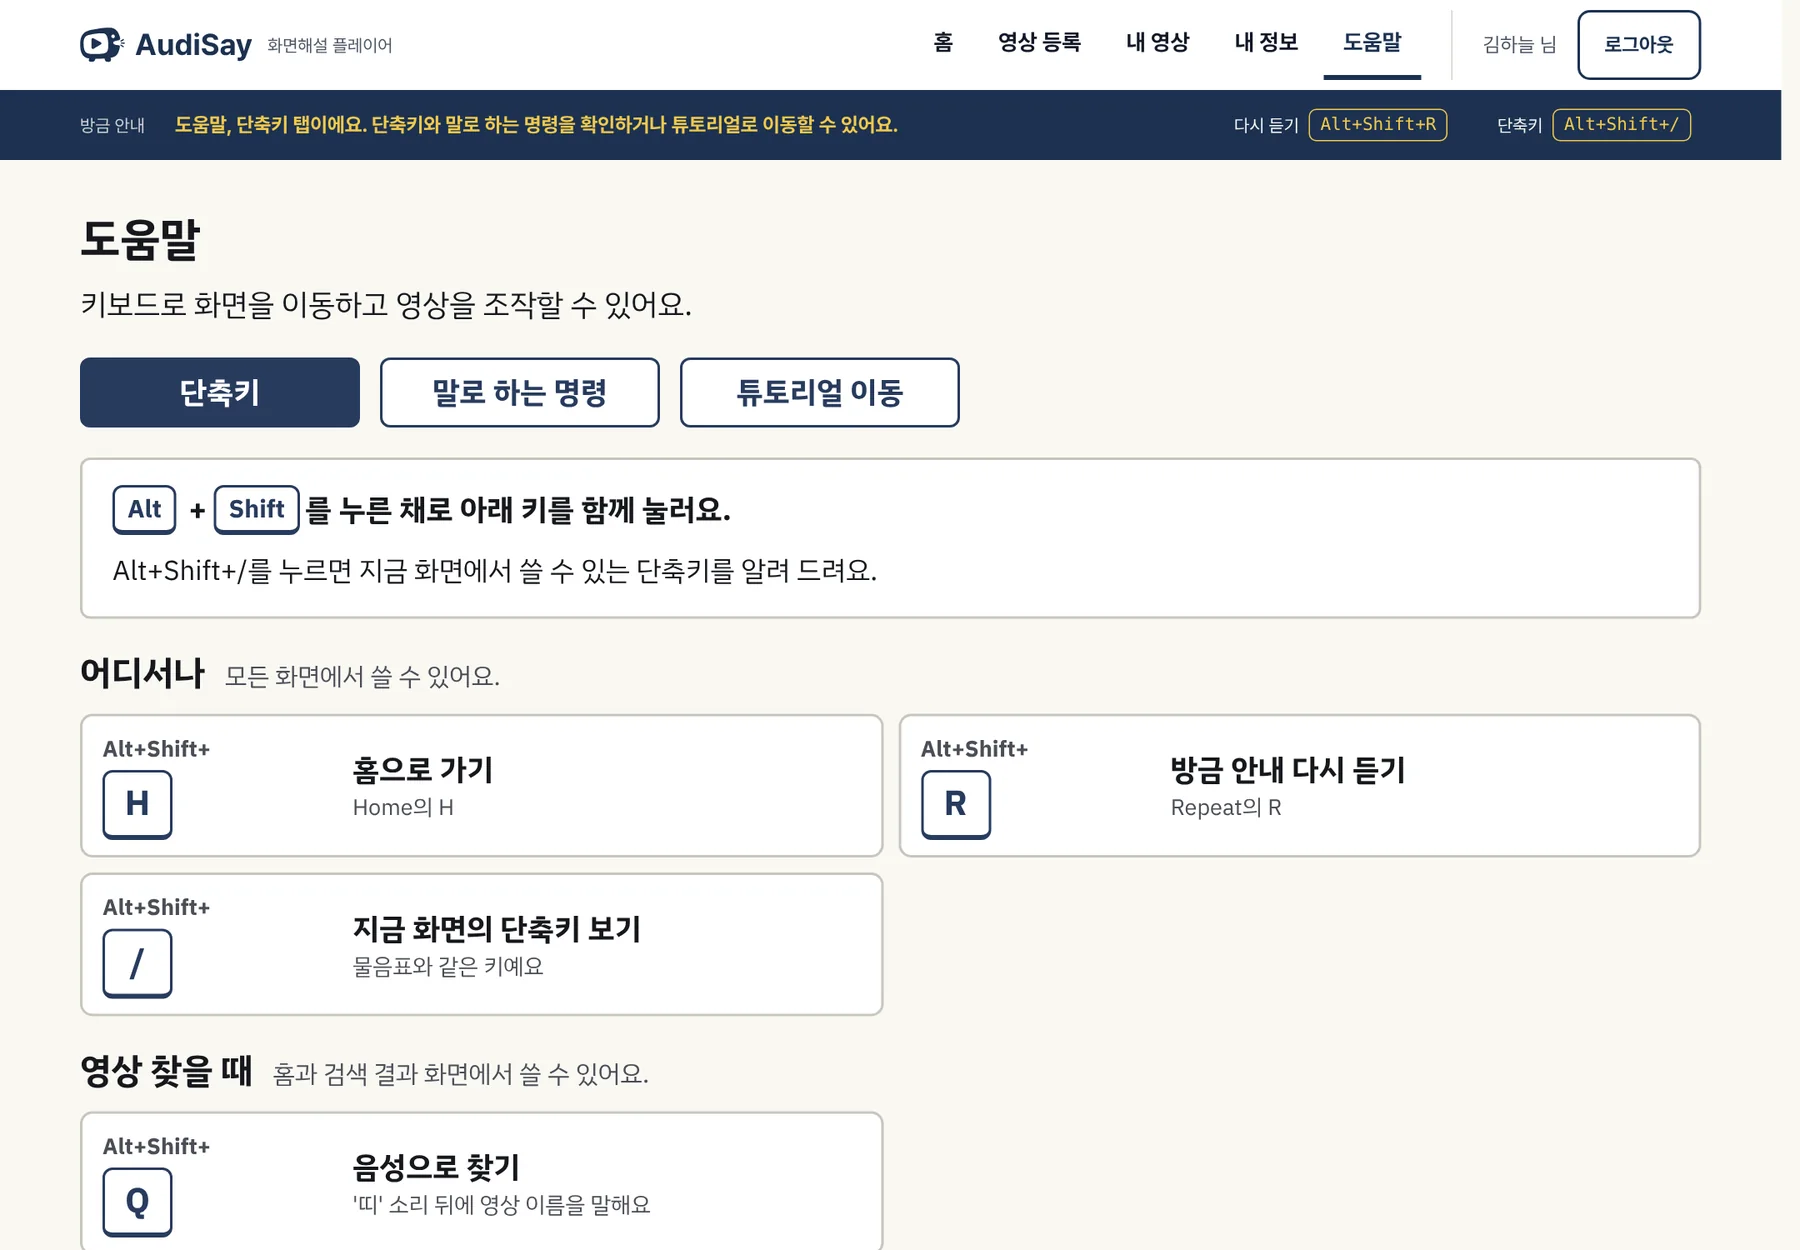 AudiSay 화면해설 플레이어 홈 영상 등록 내 영상 내 정보 도움말 김하늘 님 로그아웃
방금 안내 도움말, 단축키 탭이에요. 단축키와 말로 하는 명령을 확인하거나 튜토리얼로 이동할 수 있어요. 다시 듣기 Alt+Shift+R 단축키 Alt+Shift+/
도움말
키보드로 화면을 이동하고 영상을 조작할 수 있어요.
단축키 말로 하는 명령 튜토리얼 이동
Alt + Shift 를 누른 채로 아래 키를 함께 눌러요.
Alt+Shift+/를 누르면 지금 화면에서 쓸 수 있는 단축키를 알려 드려요.
어디서나 모든 화면에서 쓸 수 있어요.
Alt+Shift+
H
홈으로 가기
Home의 H
Alt+Shift+
R
방금 안내 다시 듣기
Repeat의 R
Alt+Shift+
/
지금 화면의 단축키 보기
물음표와 같은 키예요
영상 찾을 때 홈과 검색 결과 화면에서 쓸 수 있어요.
Alt+Shift+
Q
음성으로 찾기
'띠' 소리 뒤에 영상 이름을 말해요